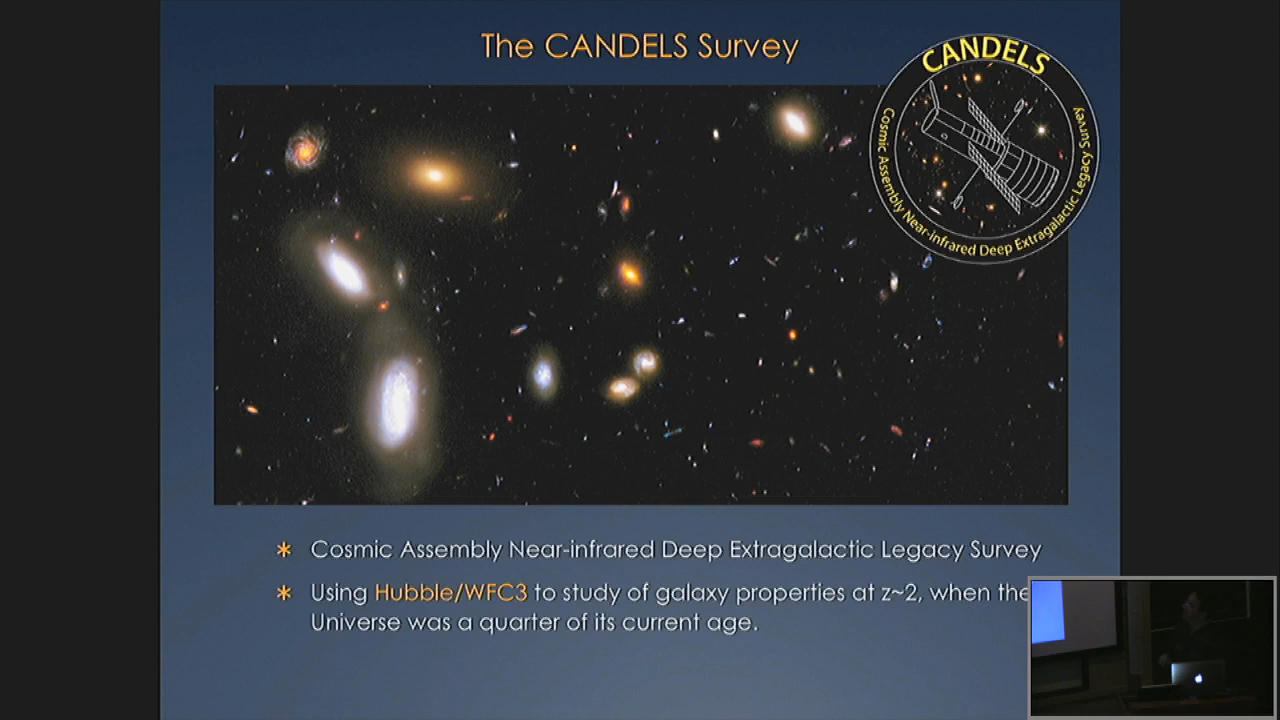 The CANDELS Survey
CANDELS
Cosmic Assembly Near-infrared Deep Extragalactic Legacy Survey
* Cosmic Assembly Near-infrared Deep Extragalactic Legacy Survey
* Using Hubble/WFC3 to study of galaxy properties at z~2, when the
Universe was a quarter of its current age.